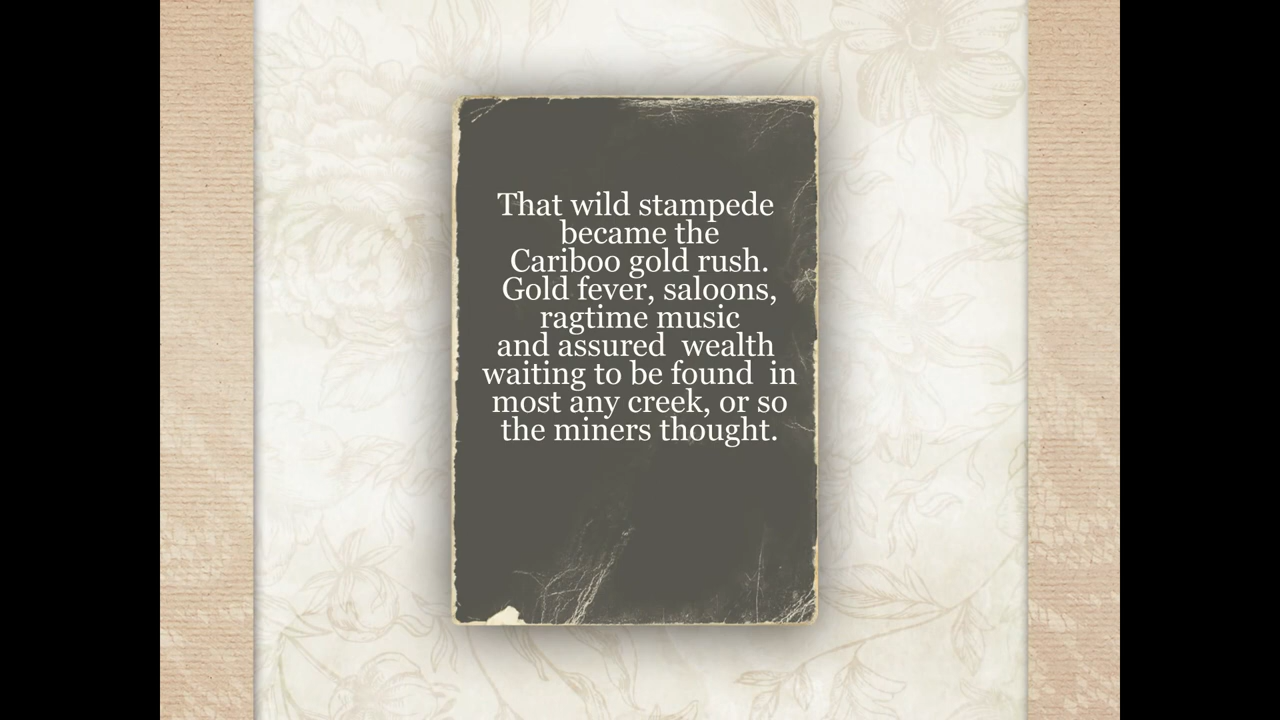 That wild stampede
became the
Cariboo gold rush.
Gold fever, saloons,
ragtime music
and assured  wealth
waiting to be found  in
most any creek, or so
the miners thought.